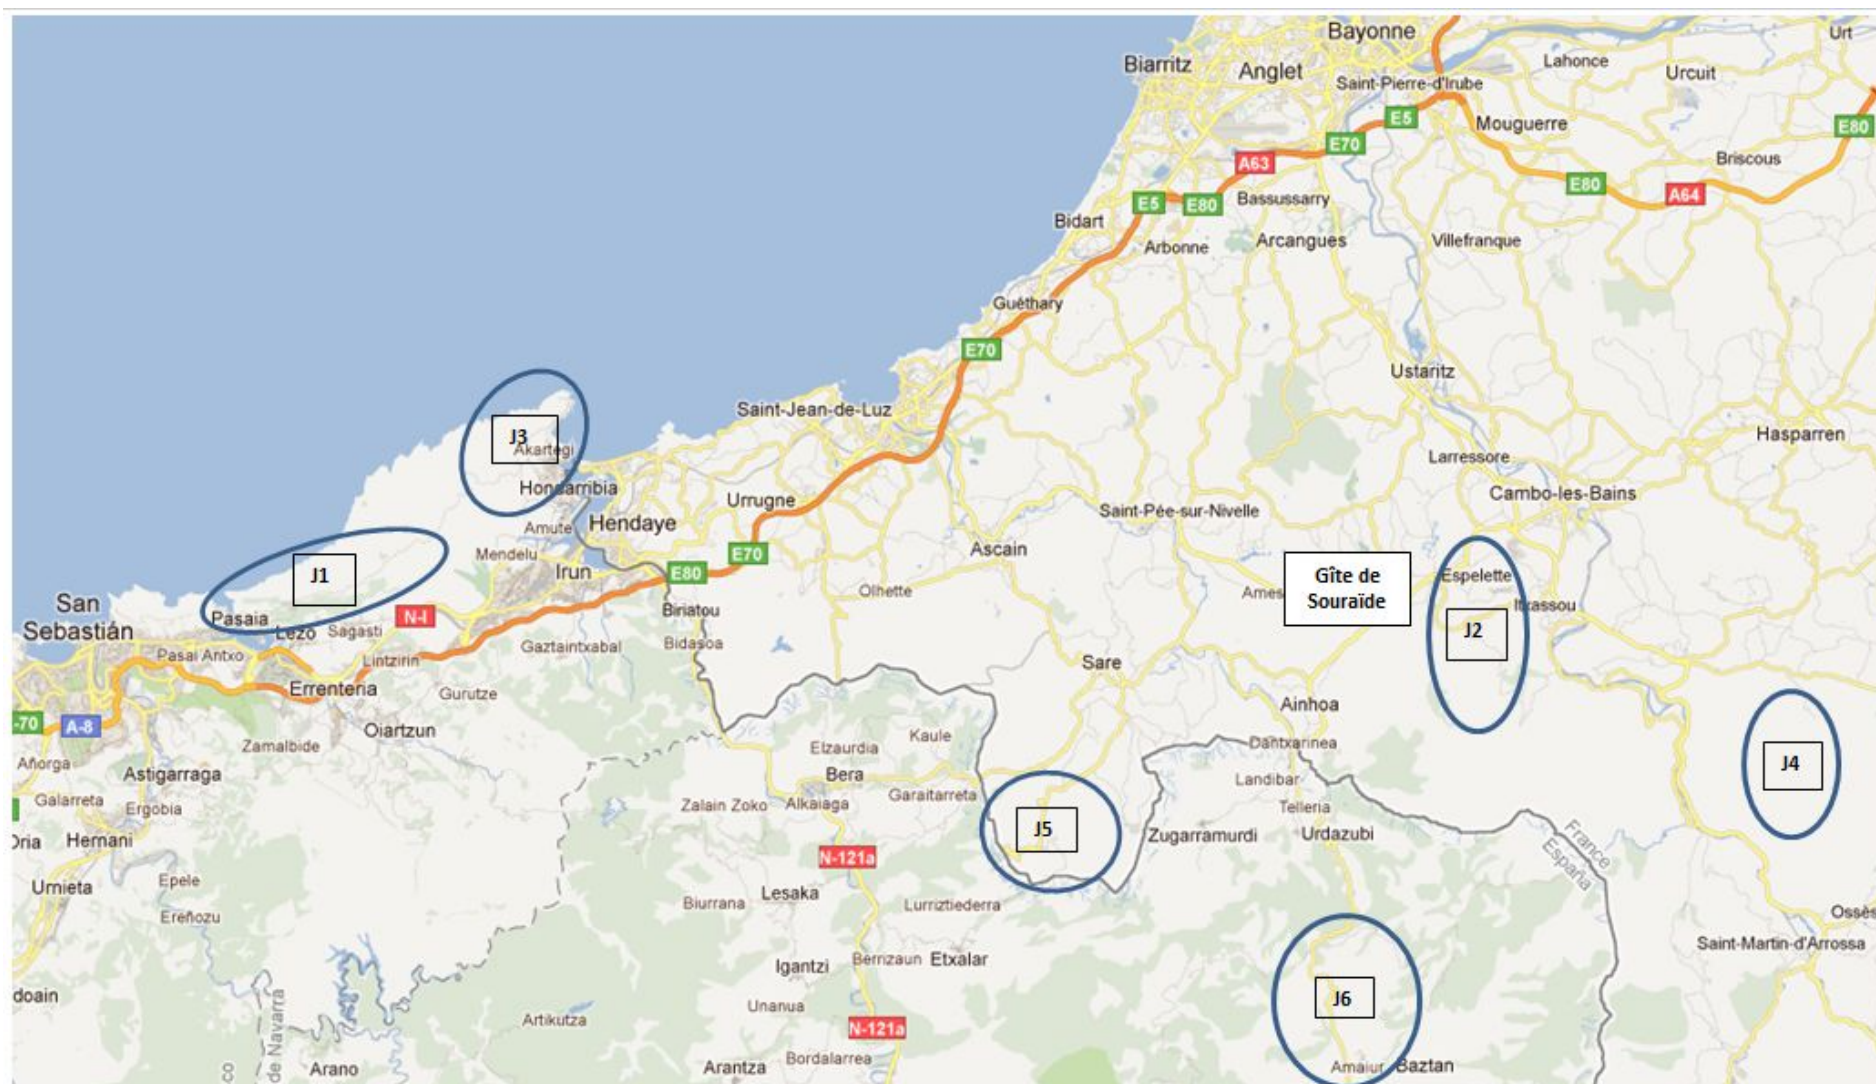 Bayonne
Urt
Biarritz
Anglet
Lahonce
Urcuit
Saint-Pierre-d'Irube
E5
Mouguerre
E80
E70
A63
Briscous
E80
A64
E5
E80
Bassussarry
Bidart
Arbonne
Arcangues
Villefranque
Guéthary
E70
Ustaritz
Saint-Jean-de-Luz
J3
Akartegi
Hasparren
Larressore
Hondarribia
Urrugne
Cambo-les-Bains
Amute
Hendaye
Saint-Pée-sur-Nivelle
Mendelu
E70
Ascain
J1
Irun
E80
Gîte de
Souraïde
Espelette
Olhette
Ames
San
Sebastián
Pasaia
N-I
Biriatou
Itxassou
Lezo
Sagasti
J2
Pasai Antxo
Lintzirin
Gaztaintxabal
Bidasoa
Sare
Errenteria
Gurutze
Ainhoa
-70
A-8
Oiartzun
Zamalbide
Elzaurdia
Kaule
Dantxarinea
Añorga
Astigarraga
Bera
Landibar
J4
Galarreta
Ergobia
Zalain Zoko
Alkaiaga
Garaitarreta
Telleria
Oria
Hernani
J5
Zugarramurdi
Urdazubi
France
España
N-121a
Urnieta
Epele
Lesaka
Biurrana
Lurriztiederra
Ereñozu
Ossès
Saint-Martin-d'Arrossa
Igantzi
Berrizaun
Etxalar
doain
de Navarra
Unanua
J6
Artikutza
N-121a
Arano
Arantza
Bordalarrea
Amaiur
Baztan
co